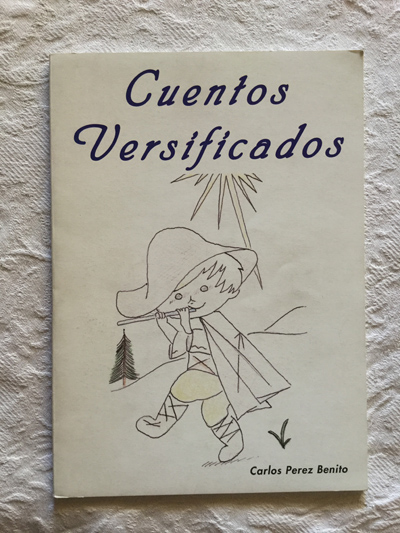 Cuentos
Versificados
Carlos Perez Benito